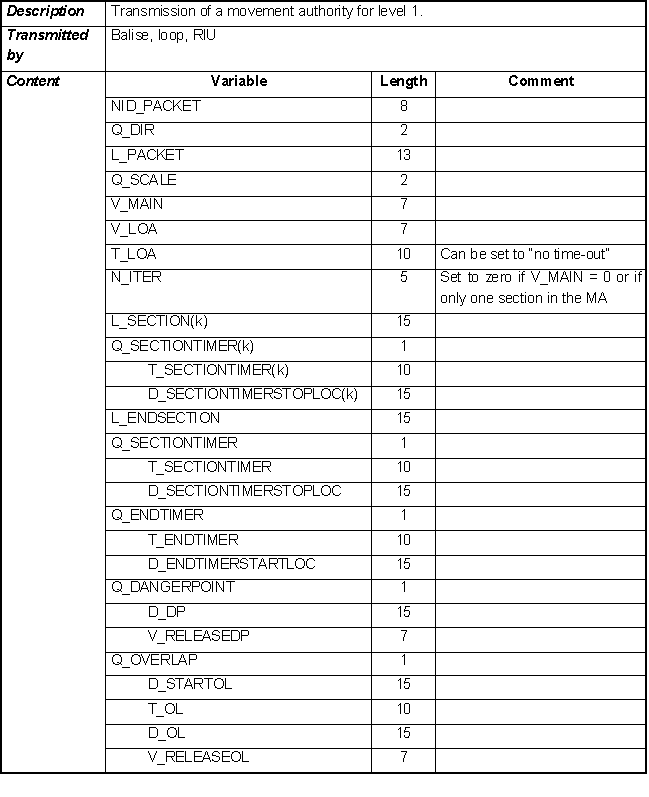 Description Transmission of a movement authority for level 1.
Transmitted Balise, loop, RIU
by
Content Variable Length Comment
NID_PACKET 8
Q_DIR 2
L_PACKET 13
Q_SCALE 2
V_MAIN 7
V_LOA 7
T_LOA 10 Can be set to “no time-out”
N_ITER 5 Set to zero if V_MAIN = 0 or if
only one section in the MA
L_SECTION(k) 15
Q_SECTIONTIMER(k) 1
T_SECTIONTIMER(k) 10
D_SECTIONTIMERSTOPLOC(k) 15
L_ENDSECTION 15
Q_SECTIONTIMER 1
T_SECTIONTIMER 10
D_SECTIONTIMERSTOPLOC 15
Q_ENDTIMER 1
T_ENDTIMER 10
D_ENDTIMERSTARTLOC 15
Q_DANGERPOINT 1
D_DP 15
V_RELEASEDP 7
Q_OVERLAP 1
D_STARTOL 15
T_OL 10
D_OL 15
V_RELEASEOL 7